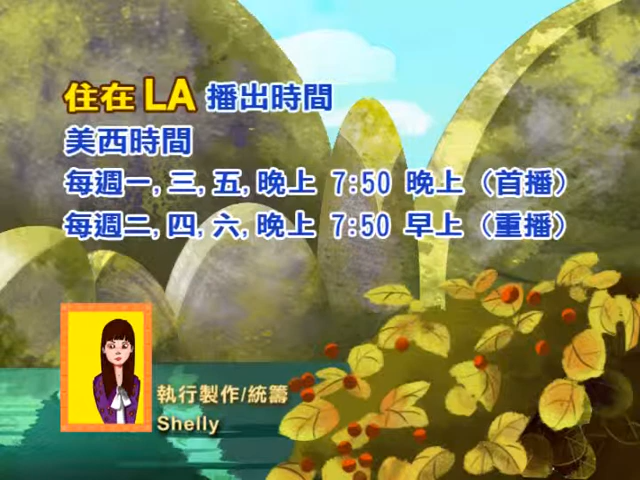 住在 LA 播出時間
美西時間
每週一,三,五,晚上 7:50 晚上 (首播)
每週二,四,六,晚上 7:50 早上 (重播)
執行製作/統籌
Shelly